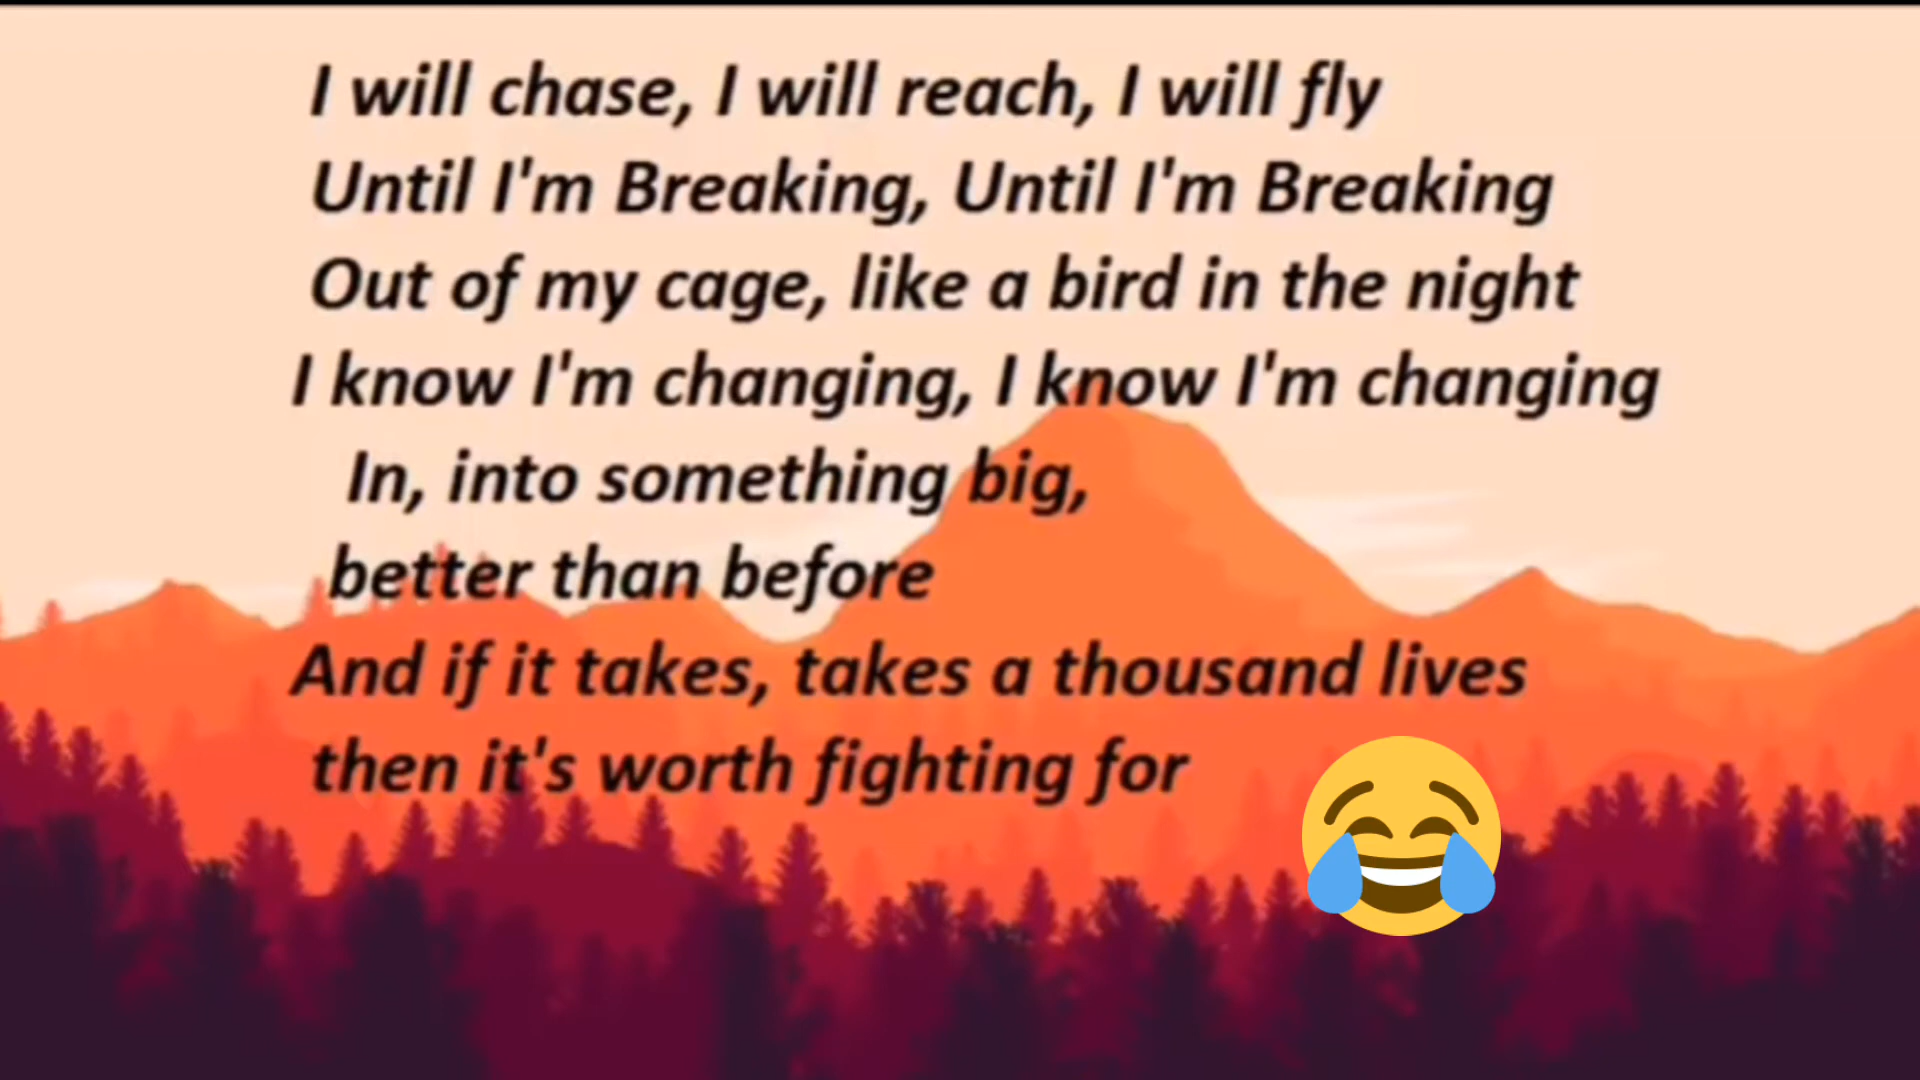 I will chase, I will reach, I will fly
Until I'm Breaking, Until I'm Breaking
Out of my cage, like a bird in the night
I know I'm changing, I know I'm changing
In, into something big,
better than before
And if it takes, takes a thousand lives
then it's worth fighting for